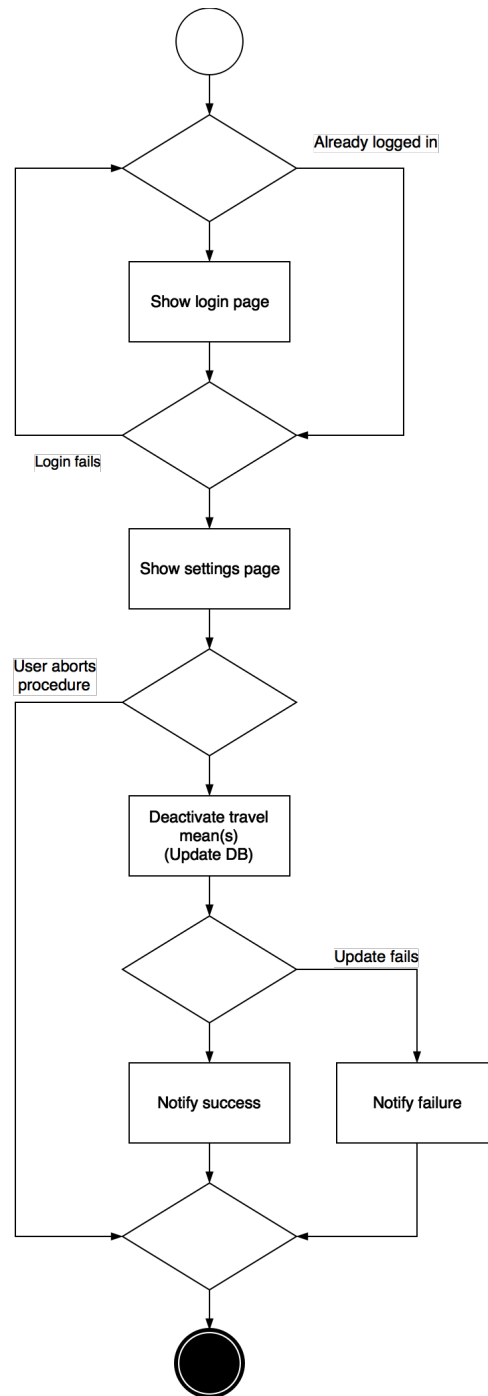 Already logged in
Show login page
Login fails
Show settings page
User aborts
procedure
Deactivate travel
mean(s)
(Update DB)
Update fails
Notify success
Notify failure